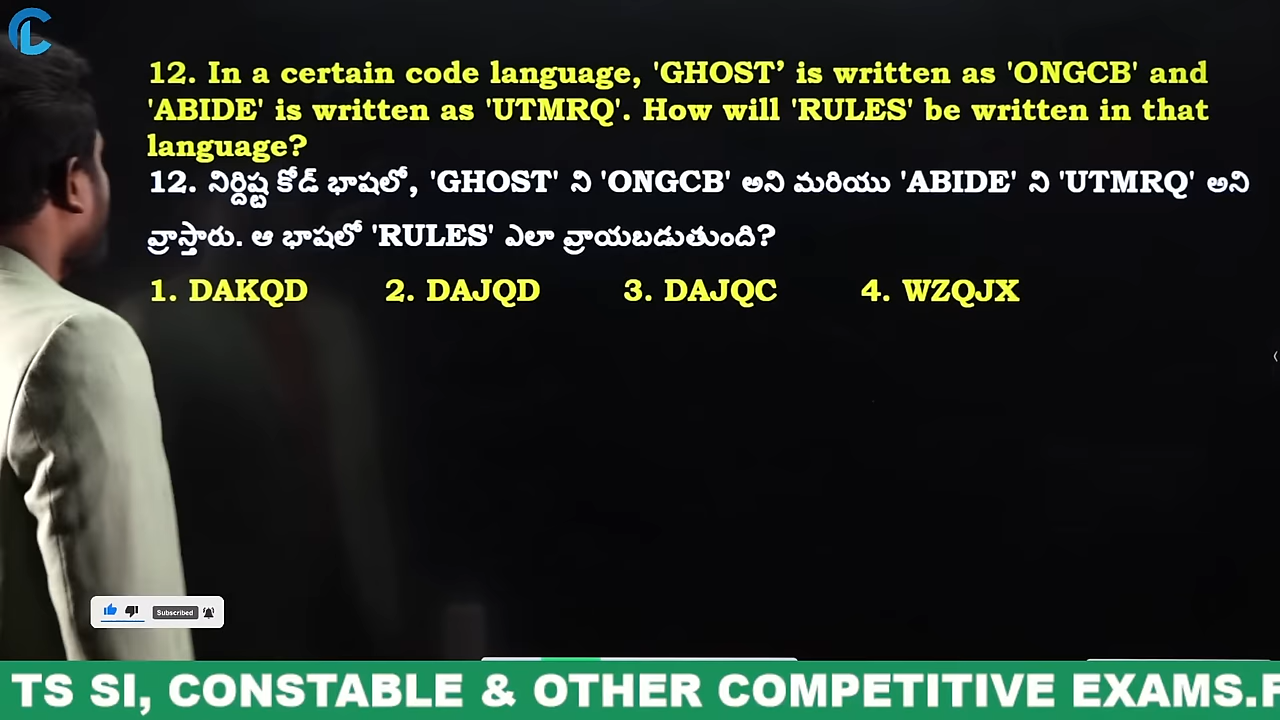 12. In a certain code language, 'GHOST’ is written as 'ONGCB' and
'ABIDE' is written as 'UTMRQ'. How will 'RULES' be written in that
language?
12. నిర్దిష్ట కోడ్ భాషలో, 'GHOST' ని 'ONGCB' అని మరియు 'ABIDE' ని 'UTMRQ' అని
వ్రాస్తారు. ఆ భాషలో 'RULES' ఎలా వ్రాయబడుతుంది?
1. DAKQD 2. DAJQD 3. DAJQC 4. WZQJX
Subscribed
TS SI, CONSTABLE & OTHER COMPETITIVE EXAMS.F